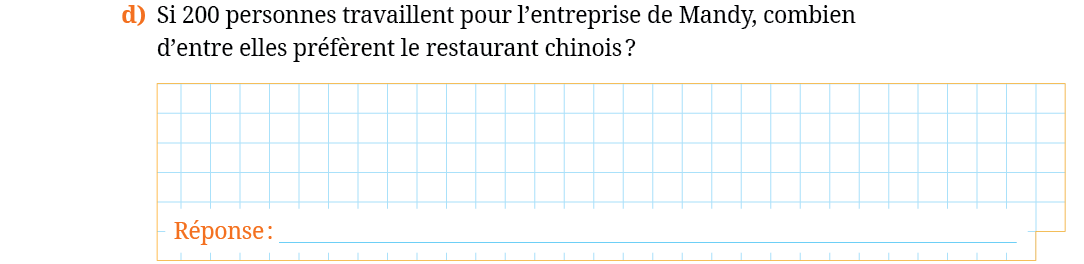 d) Si 200 personnes travaillent pour l’entreprise de Mandy, combien
d’entre elles préfèrent le restaurant chinois ?
Réponse :